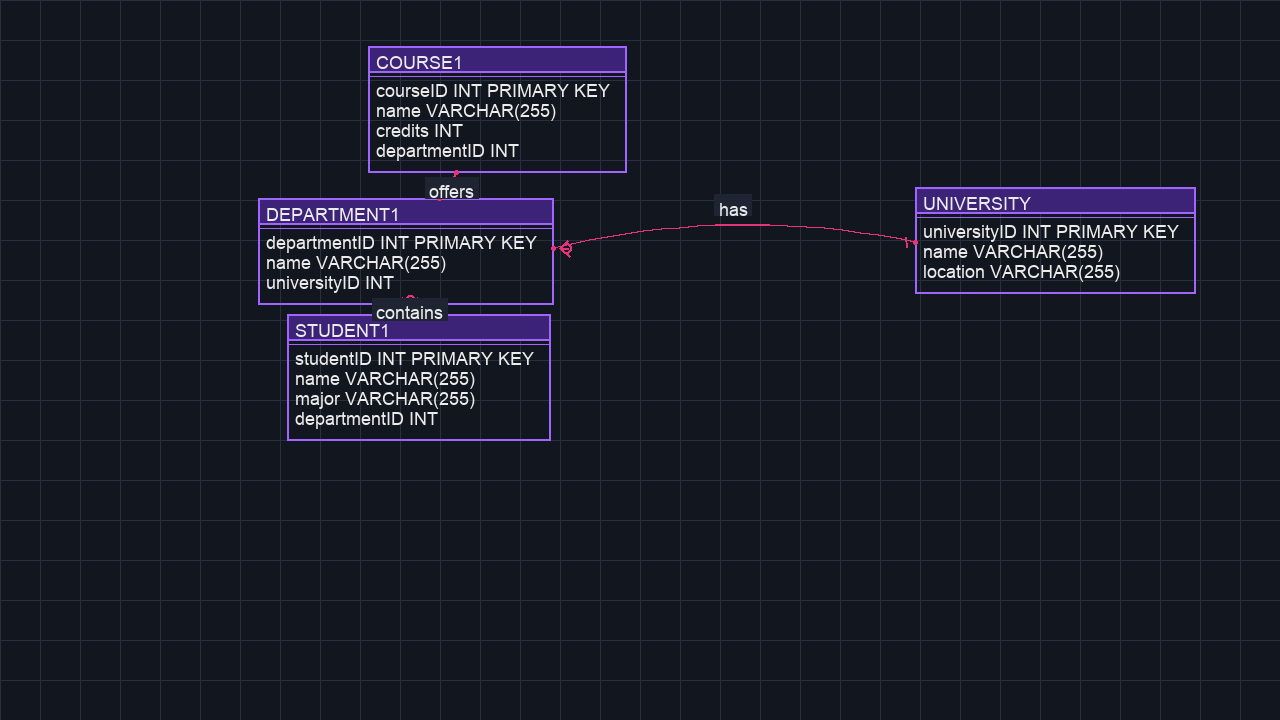 COURSE1
courseID INT PRIMARY KEY
name VARCHAR(255)
credits INT
departmentID INT
offers
DEPARTMENT1
departmentID INT PRIMARY KEY
name VARCHAR(255)
universityID INT
has
UNIVERSITY
universityID INT PRIMARY KEY
name VARCHAR(255)
location VARCHAR(255)
contains
STUDENT1
studentID INT PRIMARY KEY
name VARCHAR(255)
major VARCHAR(255)
departmentID INT